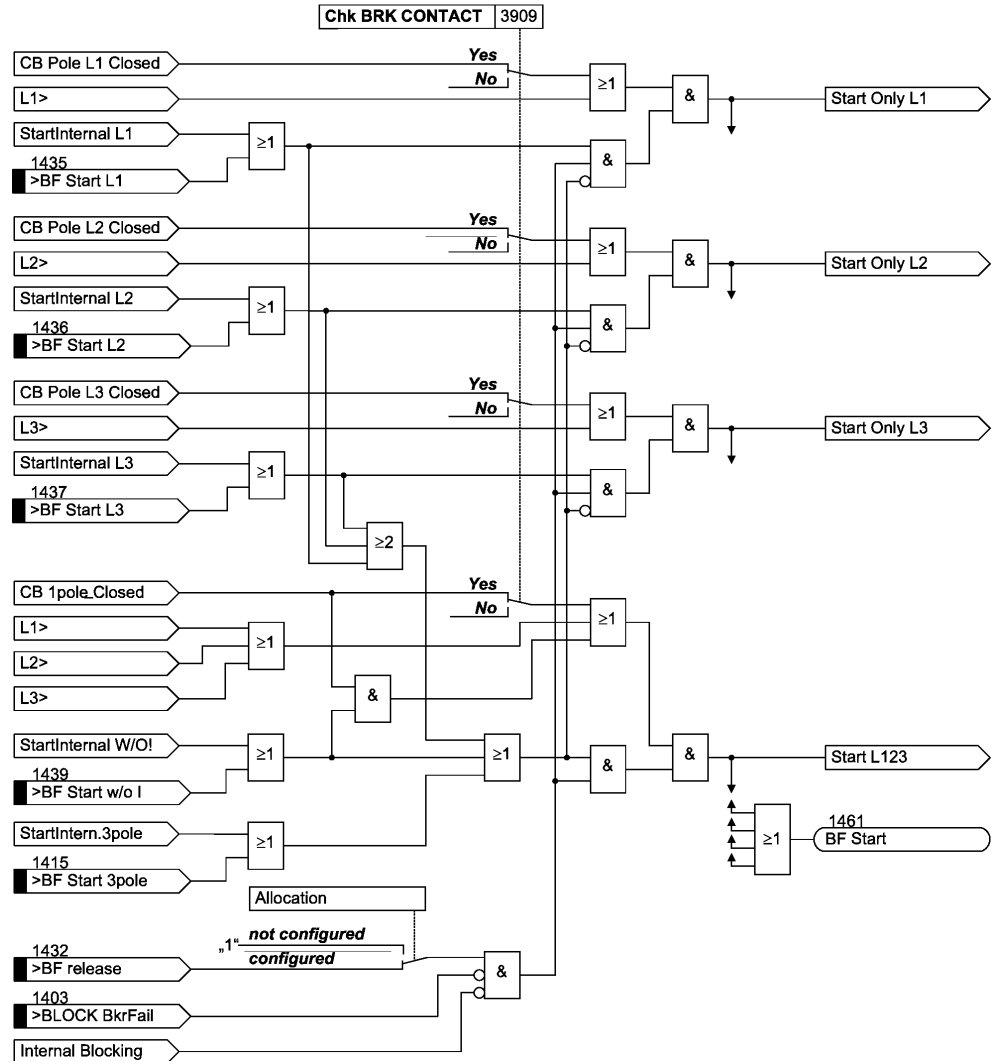 Chk BRK CONTACT 3909
CB Pole L1 Closed
Yes
No
L1>
≥1
&
Start Only L1
StartInternal L1
≥1
&
1435
>BF Start L1
CB Pole L2 Closed
Yes
No
L2>
≥1
&
Start Only L2
StartInternal L2
≥1
&
1436
>BF Start L2
CB Pole L3 Closed
Yes
No
L3>
≥1
&
Start Only L3
StartInternal L3
≥1
&
1437
>BF Start L3
≥2
CB 1pole_Closed
Yes
No
L1>
≥1
≥1
L2>
L3>
&
StartInternal W/O!
≥1
≥1
&
&
Start L123
1439
>BF Start w/o I
StartIntern.3pole
≥1
≥1
1461
BF Start
1415
>BF Start 3pole
Allocation
„1“
not configured
configured
1432
>BF release
&
1403
>BLOCK BkrFail
Internal Blocking